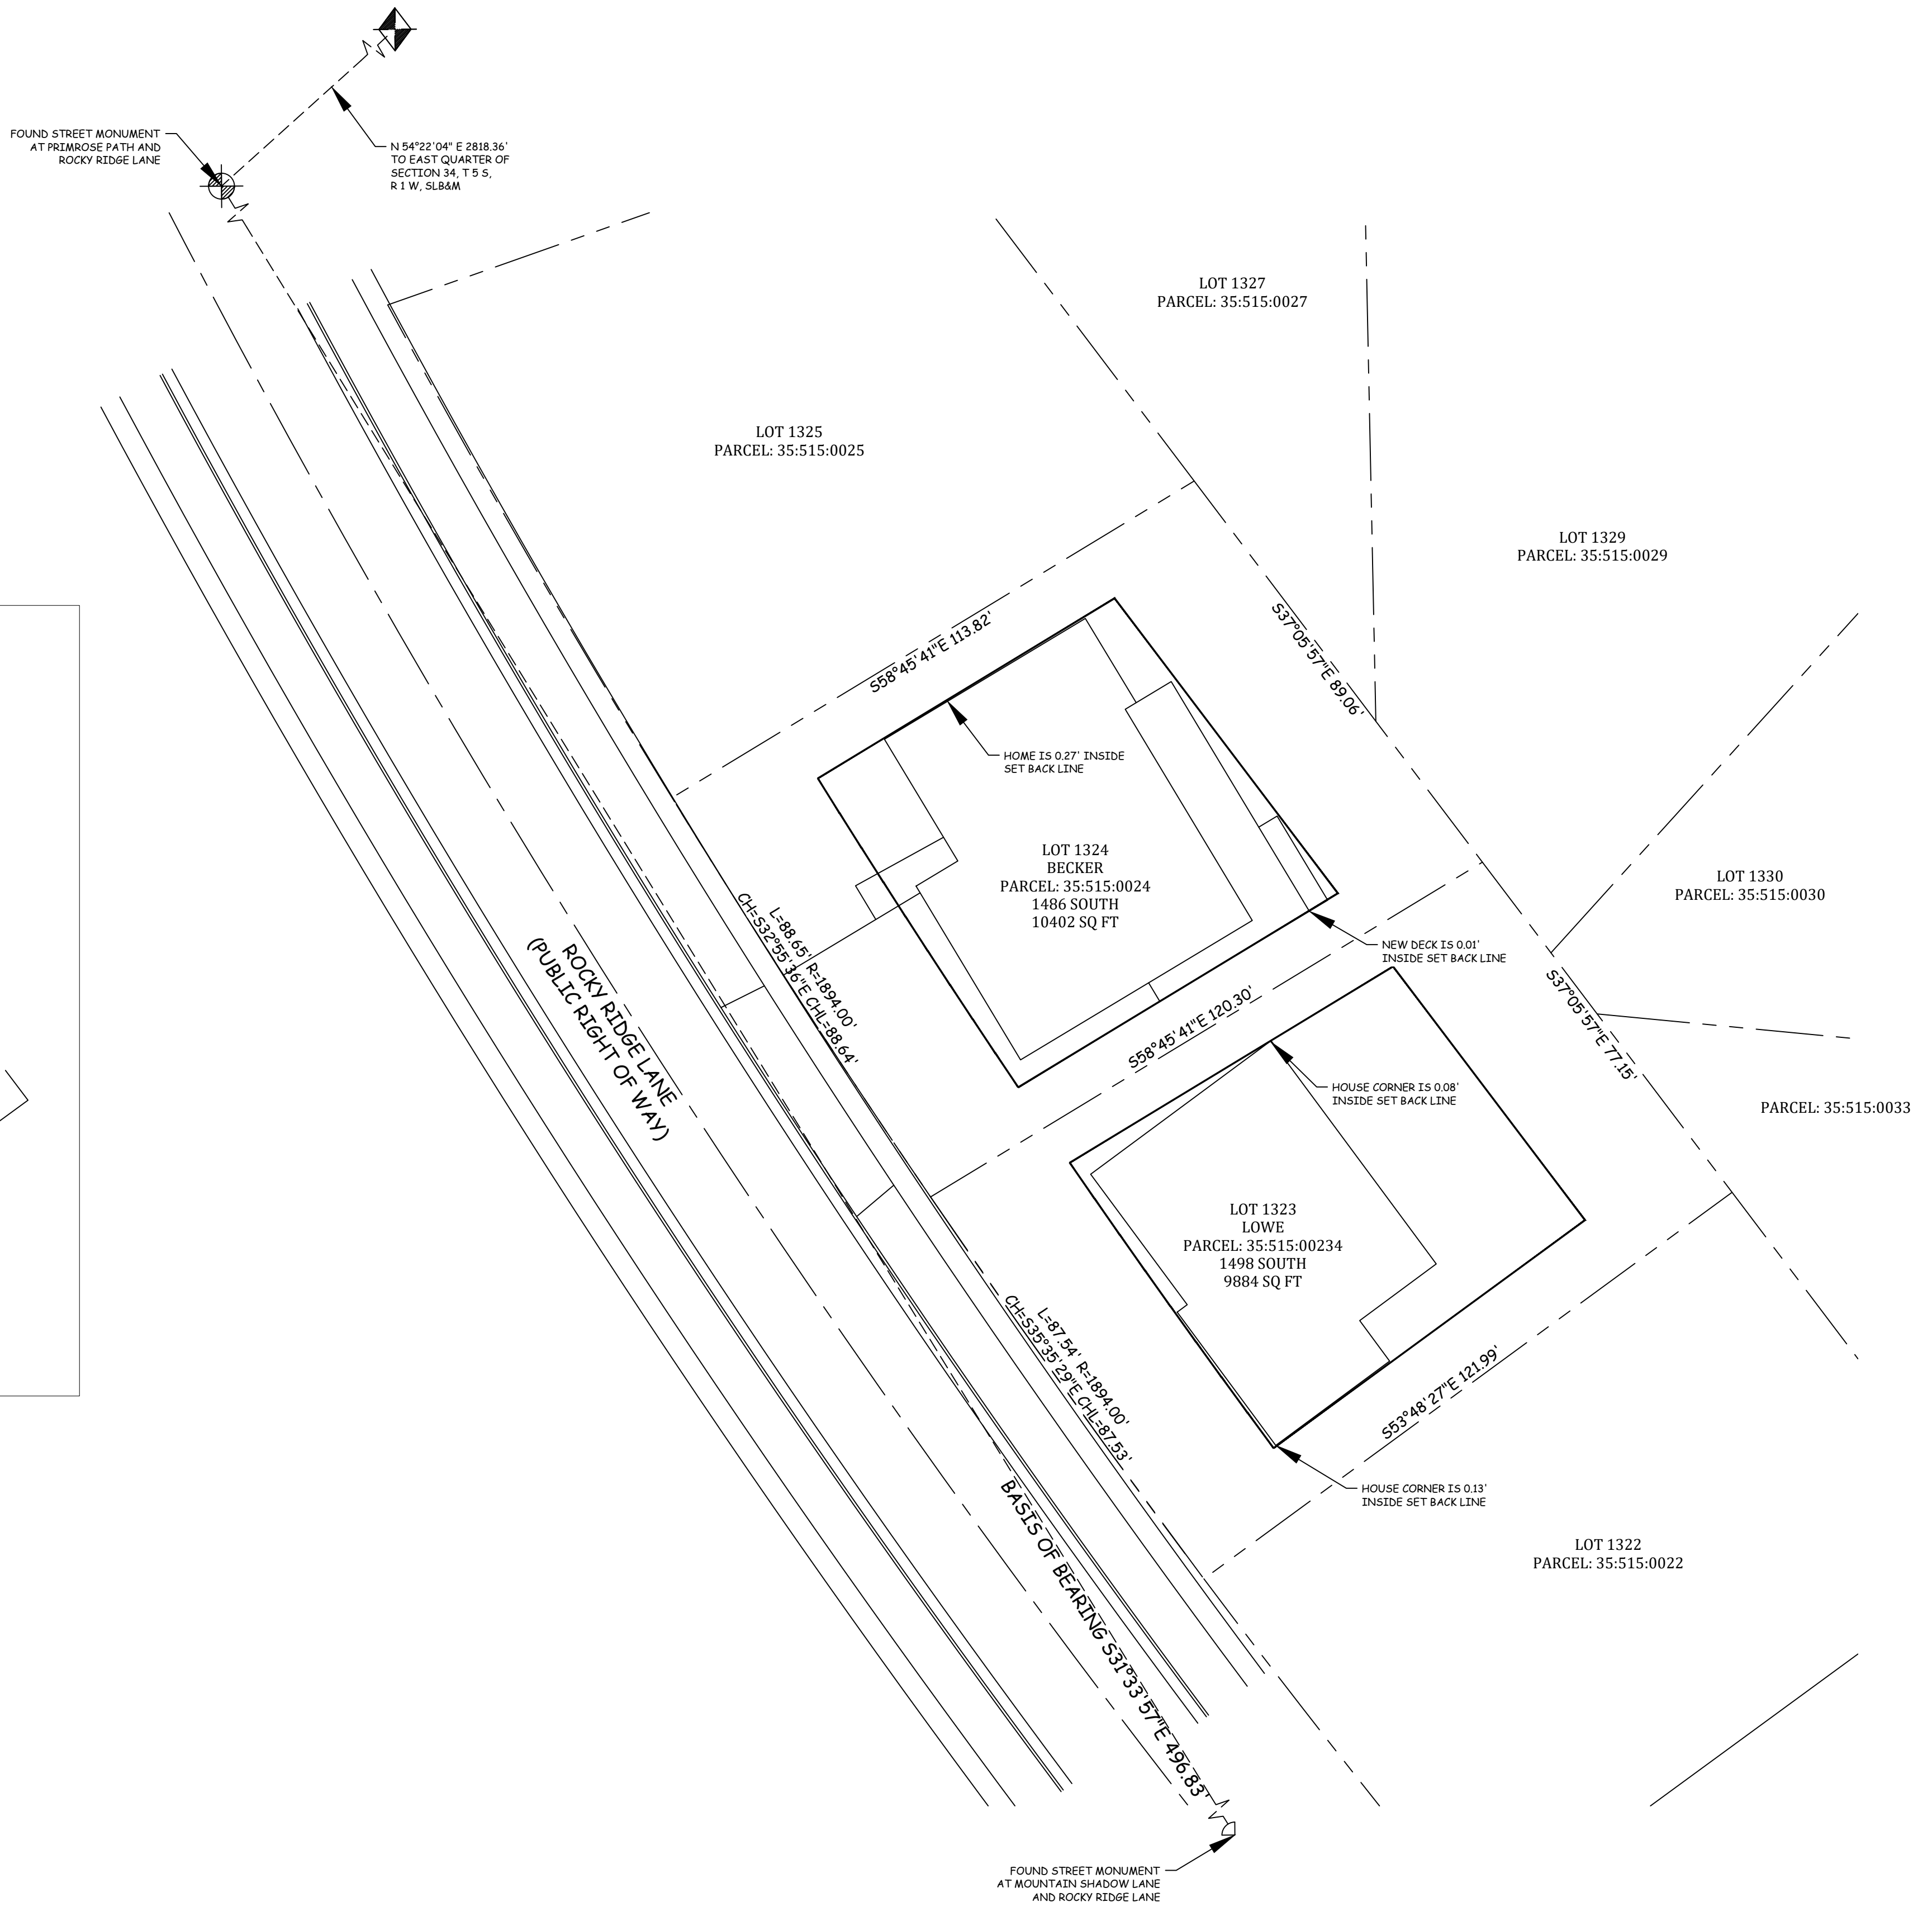 FOUND STREET MONUMENT
AT PRIMROSE PATH AND
ROCKY RIDGE LANE
N 54°22'04" E 2818.36'
TO EAST QUARTER OF
SECTION 34, T 5 S,
R 1 W, SLB&M
LOT 1327
PARCEL: 35:515:0027
LOT 1325
PARCEL: 35:515:0025
LOT 1329
PARCEL: 35:515:0029
S58°45'41"E 113.82'
S37°05'57"E 89.06'
HOME IS 0.27' INSIDE
SET BACK LINE
LOT 1324
BECKER
PARCEL: 35:515:0024
1486 SOUTH
10402 SQ FT
LOT 1330
PARCEL: 35:515:0030
L=88.65' R=1894.00'
CH=S32°55'36"E CHL=88.64'
NEW DECK IS 0.01'
INSIDE SET BACK LINE
ROCKY RIDGE LANE
(PUBLIC RIGHT OF WAY)
S58°45'41"E 120.30'
S37°05'57"E 77.15'
HOUSE CORNER IS 0.08'
INSIDE SET BACK LINE
PARCEL: 35:515:0033
LOT 1323
LOWE
PARCEL: 35:515:00234
1498 SOUTH
9884 SQ FT
L=87.54' R=1894.00'
CH=S35°35'29"E CHL=87.53'
S53°48'27"E 121.99'
HOUSE CORNER IS 0.13'
INSIDE SET BACK LINE
BASIS OF BEARING S31°33'57"E 496.83'
LOT 1322
PARCEL: 35:515:0022
FOUND STREET MONUMENT
AT MOUNTAIN SHADOW LANE
AND ROCKY RIDGE LANE